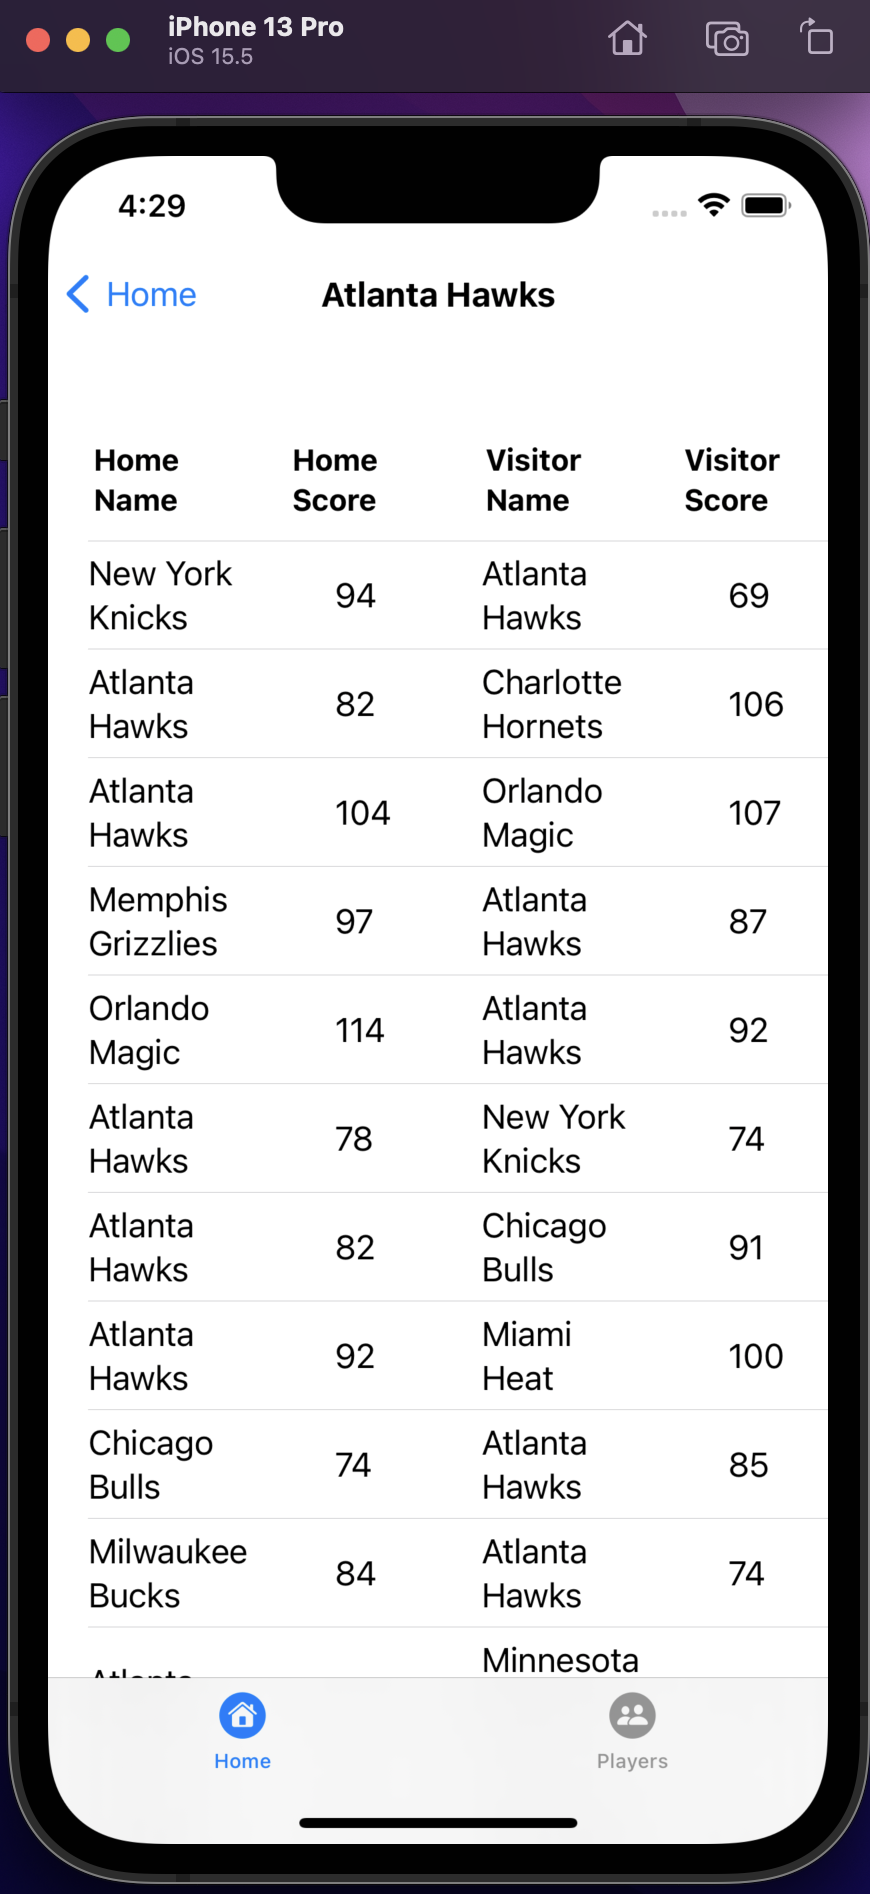 iPhone 13 Pro
iOS 15.5
4:29
Home
Atlanta Hawks
Home Name
Home Score
Visitor Name
Visitor Score
New York Knicks
94
Atlanta Hawks
69
Atlanta Hawks
82
Charlotte Hornets
106
Atlanta Hawks
104
Orlando Magic
107
Memphis Grizzlies
97
Atlanta Hawks
87
Orlando Magic
114
Atlanta Hawks
92
Atlanta Hawks
78
New York Knicks
74
Atlanta Hawks
82
Chicago Bulls
91
Atlanta Hawks
92
Miami Heat
100
Chicago Bulls
74
Atlanta Hawks
85
Milwaukee Bucks
84
Atlanta Hawks
74
Atlanta
Minnesota
Home
Players